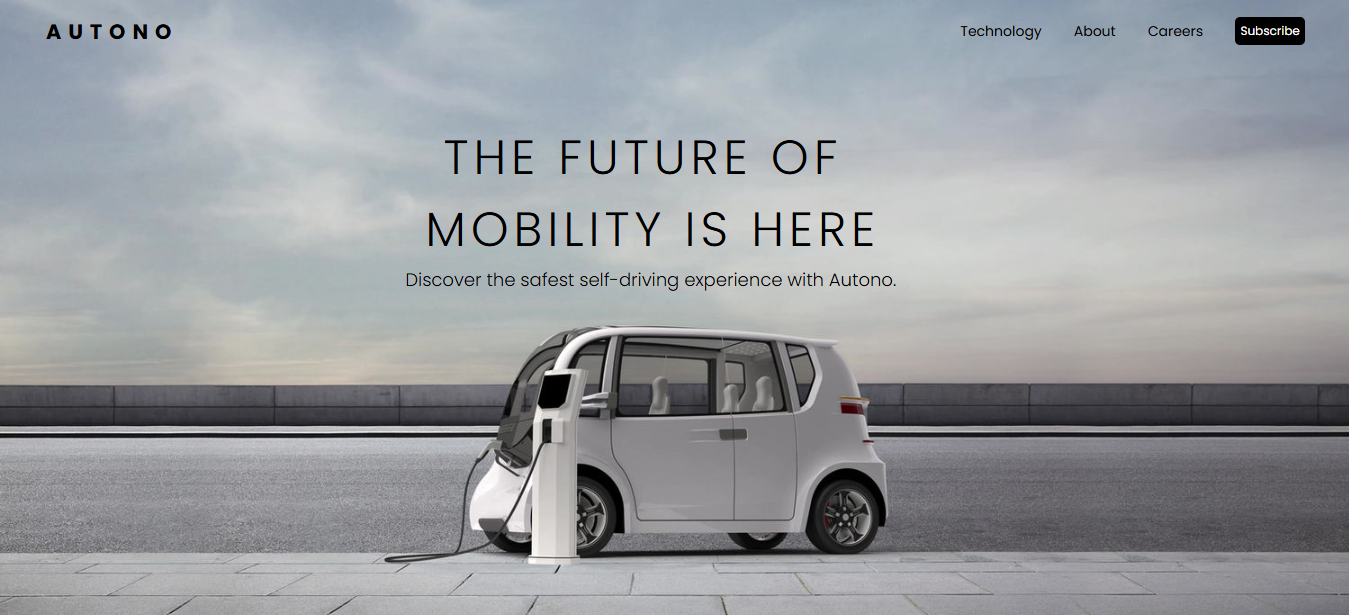 AUTONO
Technology About Careers Subscribe
THE FUTURE OF
MOBILITY IS HERE
Discover the safest self-driving experience with Autono.